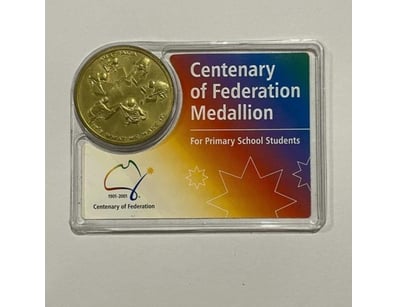 Centenary
of Federation
Medallion
For Primary School Students
1901-2001
Centenary of Federation